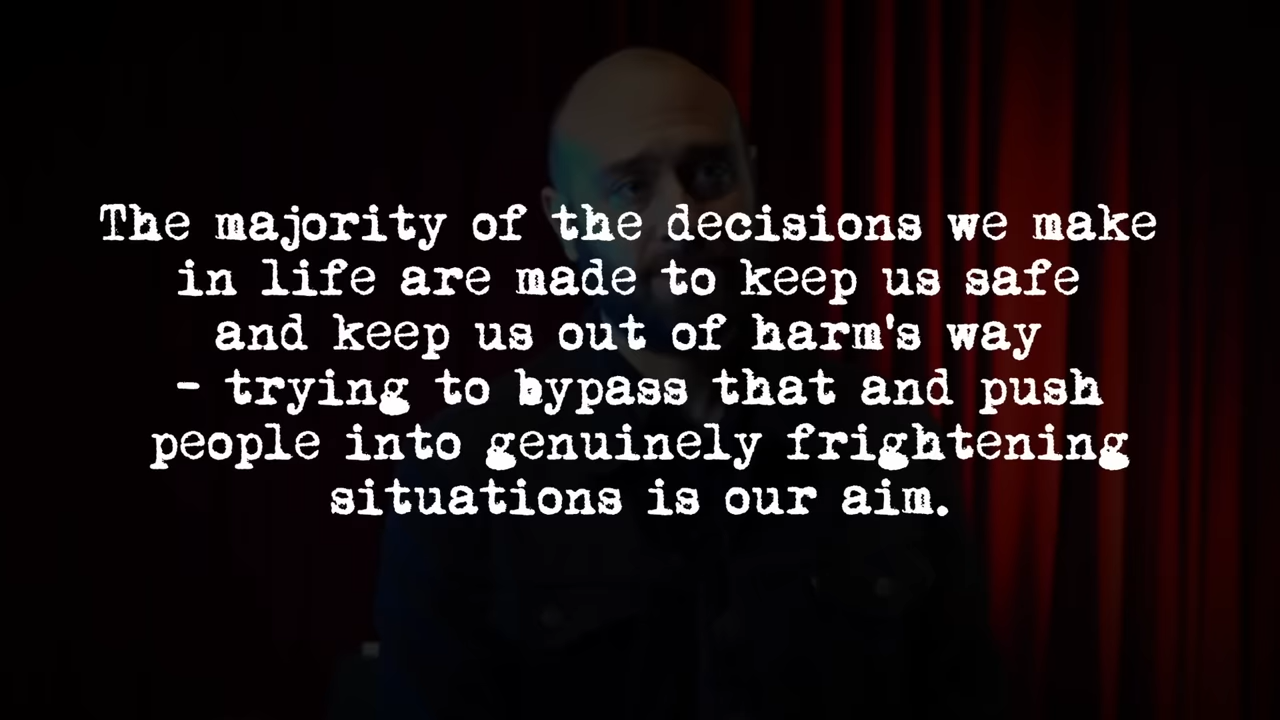 The majority of the decisions we make
in life are made to keep us safe
and keep us out of harm's way
- trying to bypass that and push
people into genuinely frightening
situations is our aim.